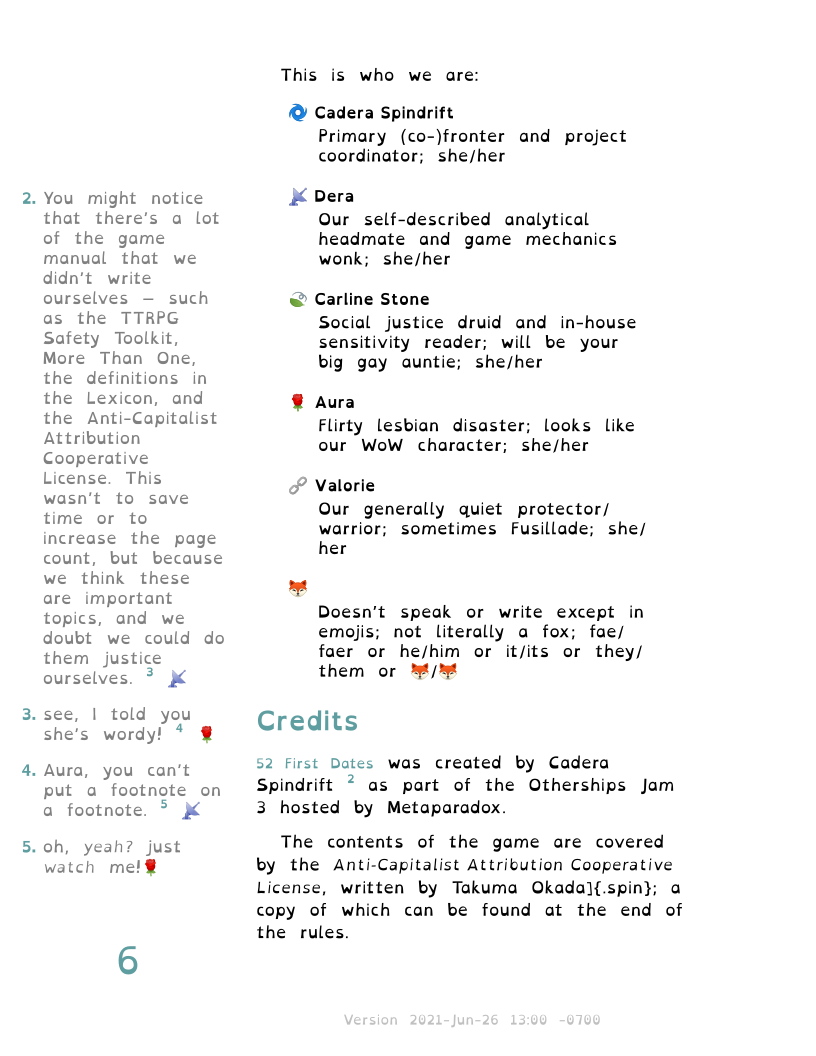 This is who we are:
🌀 Cadera Spindrift
Primary (co-)fronter and project
coordinator; she/her
📡 Dera
Our self-described analytical
headmate and game mechanics
wonk; she/her
🍃 Carline Stone
Social justice druid and in-house
sensitivity reader; will be your
big gay auntie; she/her
🌹 Aura
Flirty lesbian disaster; looks like
our WoW character; she/her
🔗 Valorie
Our generally quiet protector/
warrior; sometimes Fusillade; she/
her
🦊
Doesn't speak or write except in
emojis; not literally a fox; fae/
faer or he/him or it/its or they/
them or 🦊/🦊
Credits
52 First Dates was created by Cadera
Spindrift 2 as part of the Otherships Jam
3 hosted by Metaparadox.
The contents of the game are covered
by the Anti-Capitalist Attribution Cooperative
License, written by Takuma Okada]{.spin}; a
copy of which can be found at the end of
the rules.
2. You might notice
that there's a lot
of the game
manual that we
didn't write
ourselves — such
as the TTRPG
Safety Toolkit,
More Than One,
the definitions in
the Lexicon, and
the Anti-Capitalist
Attribution
Cooperative
License. This
wasn't to save
time or to
increase the page
count, but because
we think these
are important
topics, and we
doubt we could do
them justice
ourselves. 3 📡
3. see, I told you
she's wordy! 4 🌹
4. Aura, you can't
put a footnote on
a footnote. 5 📡
5. oh, yeah? just
watch me!🌹
6
Version 2021-Jun-26 13:00 -0700